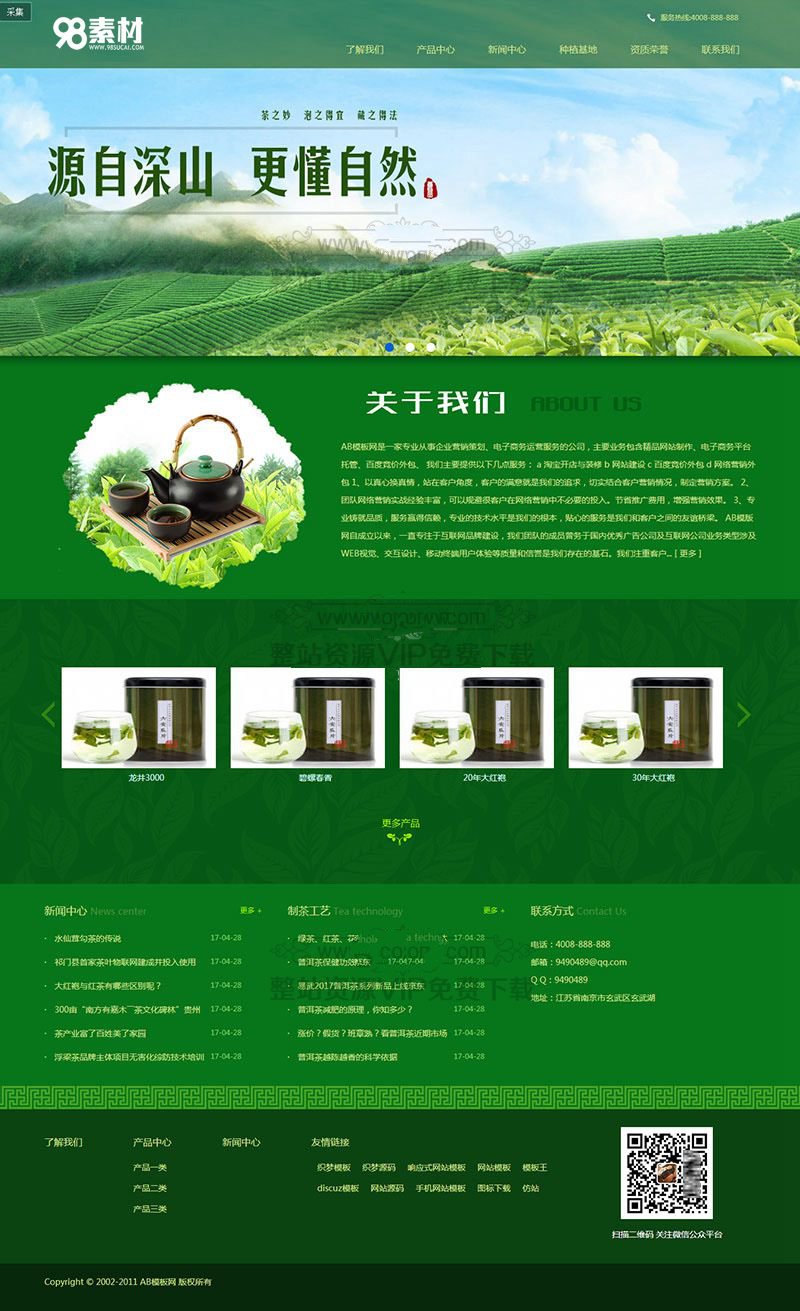 采集
98素材
WWW.98SUCAI.COM
服务热线:4008-888-888
了解我们 产品中心 新闻中心 种植基地 资质荣誉 联系我们
茶之妙 泡之得宜 藏之得法
源自深山 更懂自然
关于我们 ABOUT US
AB模板网是一家专业从事企业营销策划、电子商务运营服务的公司，主要业务包含精品网站制作、电子商务平台
托管、百度竞价外包、 我们主要提供以下几点服务： a 淘宝开店与装修 b 网站建设 c 百度竞价外包 d 网络营销外
包 1、以真心换真情，站在客户角度，客户的满意就是我们的追求，切实结合客户营销情况，制定营销方案。 2、
团队网络营销实战经验丰富，可以规避很客户在网络营销中不必要的投入。节省推广费用，增强营销效果。 3、专
业铸就品质，服务赢得信赖，专业的技术水平是我们的根本，贴心的服务是我们和客户之间的友谊桥梁。 AB模版
网自成立以来，一直专注于互联网品牌建设，我们团队的成员曾务于国内优秀广告公司及互联网公司业务类型涉及
WEB视觉、交互设计、移动终端用户体验等质量和信誉是我们存在的基石。我们注重客户... [ 更多 ]
整站资源VIP免费下载
龙井3000 碧螺春香 20年大红袍 30年大红袍
更多产品
新闻中心 News center 更多 +
水仙茸勾茶的传说 17-04-28
祁门县首家茶叶物联网建成并投入使用 17-04-28
大红袍与红茶有哪些区别呢？ 17-04-28
300亩“南方有嘉木￣茶文化碑林”贵州 17-04-28
茶产业富了百姓美了家园 17-04-28
浮梁茶品牌主体项目无害化综防技术培训 17-04-28
制茶工艺 Tea technology 更多 +
绿茶、红茶、 17-04-28
普洱茶保健功效 17-04-28
易武2017普洱茶系列新品上线京东 17-04-28
普洱茶减肥的原理，你知多少？ 17-04-28
涨价？假货？班章熟？看普洱茶近期市场 17-04-28
普洱茶越陈越香的科学依据 17-04-28
联系方式 Contact Us
电话：4008-888-888
邮箱：9490489@qq.com
Q Q：9490489
地址：江苏省南京市玄武区玄武湖
整站资源VIP免费下载
了解我们 产品中心 新闻中心 友情链接
产品一类
产品二类
产品三类
织梦模板 织梦源码 响应式网站模板 网站模板 模板王
discuz模板 网站源码 手机网站模板 图标下载 仿站
扫描二维码 关注微信公众平台
Copyright © 2002-2011 AB模板网 版权所有